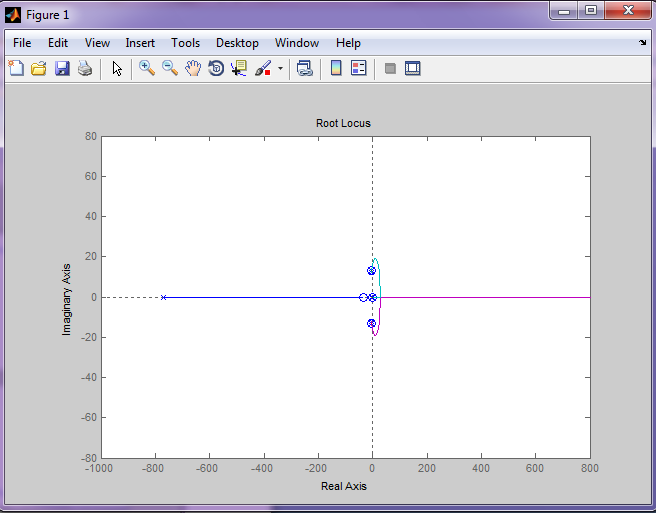 Figure 1
File Edit View Insert Tools Desktop Window Help
Root Locus
80
60
40
20
0
-20
-40
-60
-80
Imaginary Axis
-1000 -800 -600 -400 -200 0 200 400 600 800
Real Axis